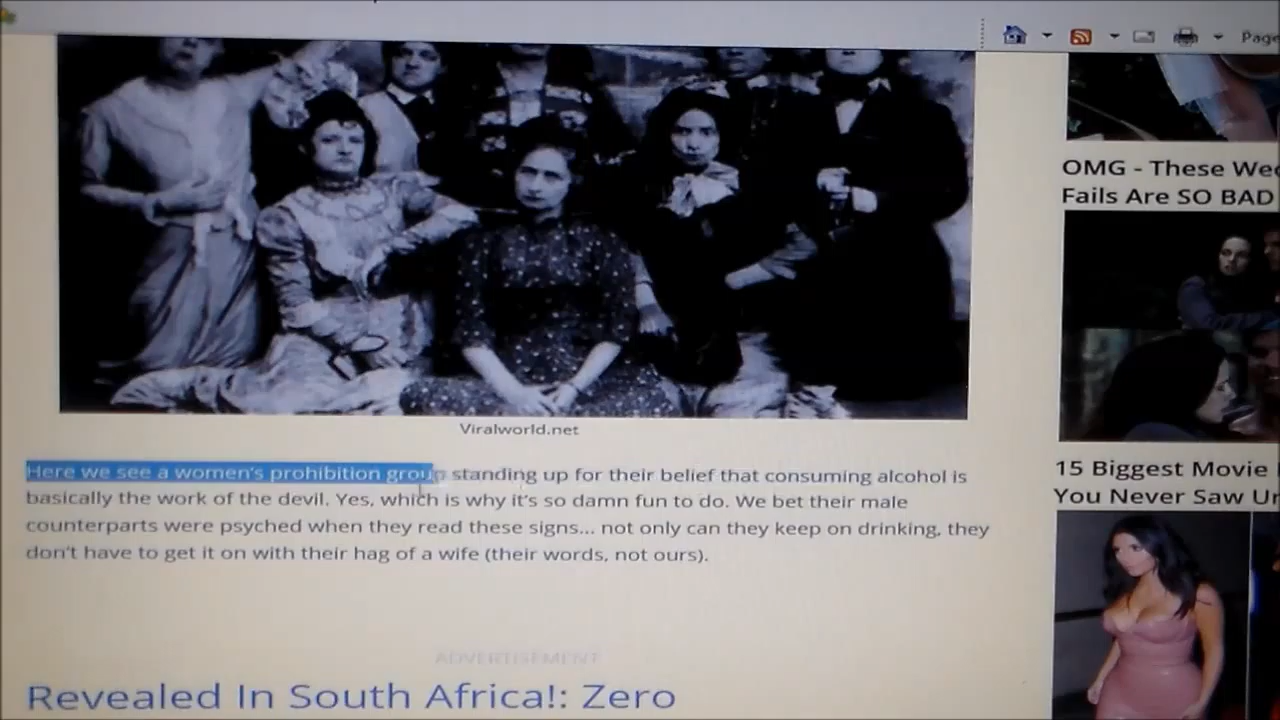 Page
OMG - These We
Fails Are SO BAD
Viralworld.net
Here we see a women's prohibition group standing up for their belief that consuming alcohol is
basically the work of the devil. Yes, which is why it's so damn fun to do. We bet their male
counterparts were psyched when they read these signs... not only can they keep on drinking, they
don't have to get it on with their hag of a wife (their words, not ours).
15 Biggest Movie
You Never Saw Un
ADVERTISEMENT
Revealed In South Africa!: Zero